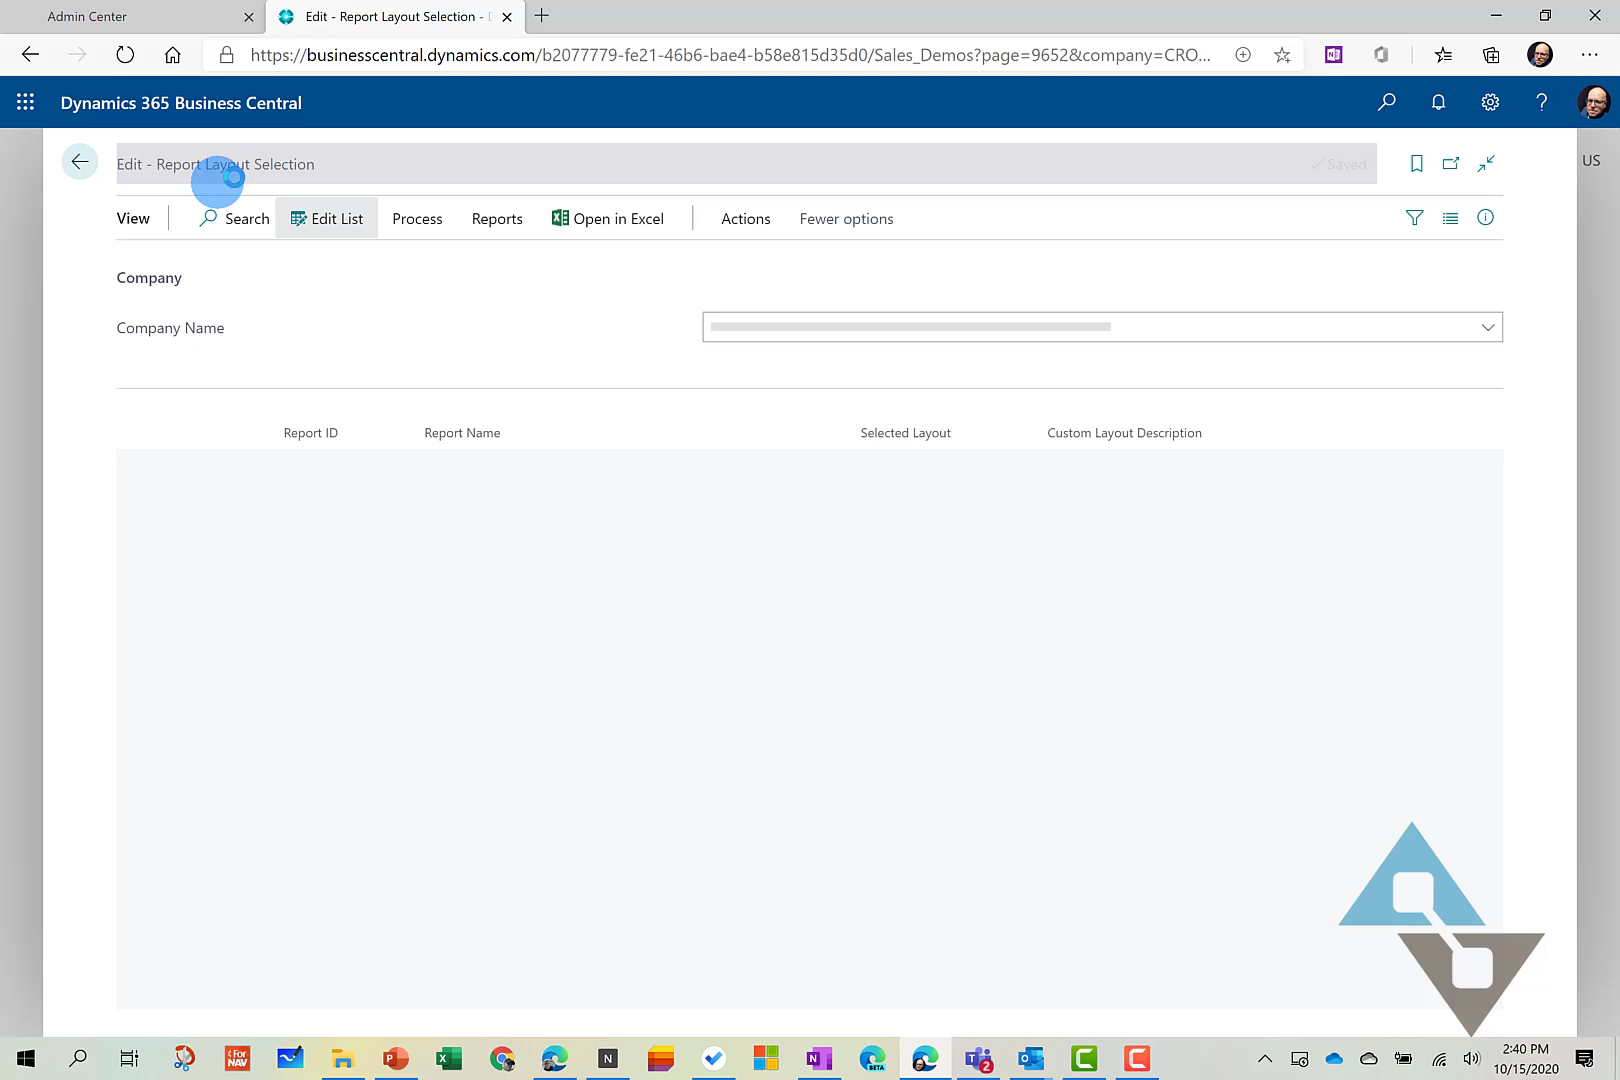 Admin Center
Edit - Report Layout Selection -
https://businesscentral.dynamics.com/b2077779-fe21-46b6-bae4-b58e815d35d0/Sales_Demos?page=9652&company=CRO...
Dynamics 365 Business Central
Edit - Report Layout Selection
Saved
US
View
Search
Edit List
Process
Reports
Open in Excel
Actions
Fewer options
Company
Company Name
Report ID
Report Name
Selected Layout
Custom Layout Description
ForNAV
BETA
2
2:40 PM
10/15/2020